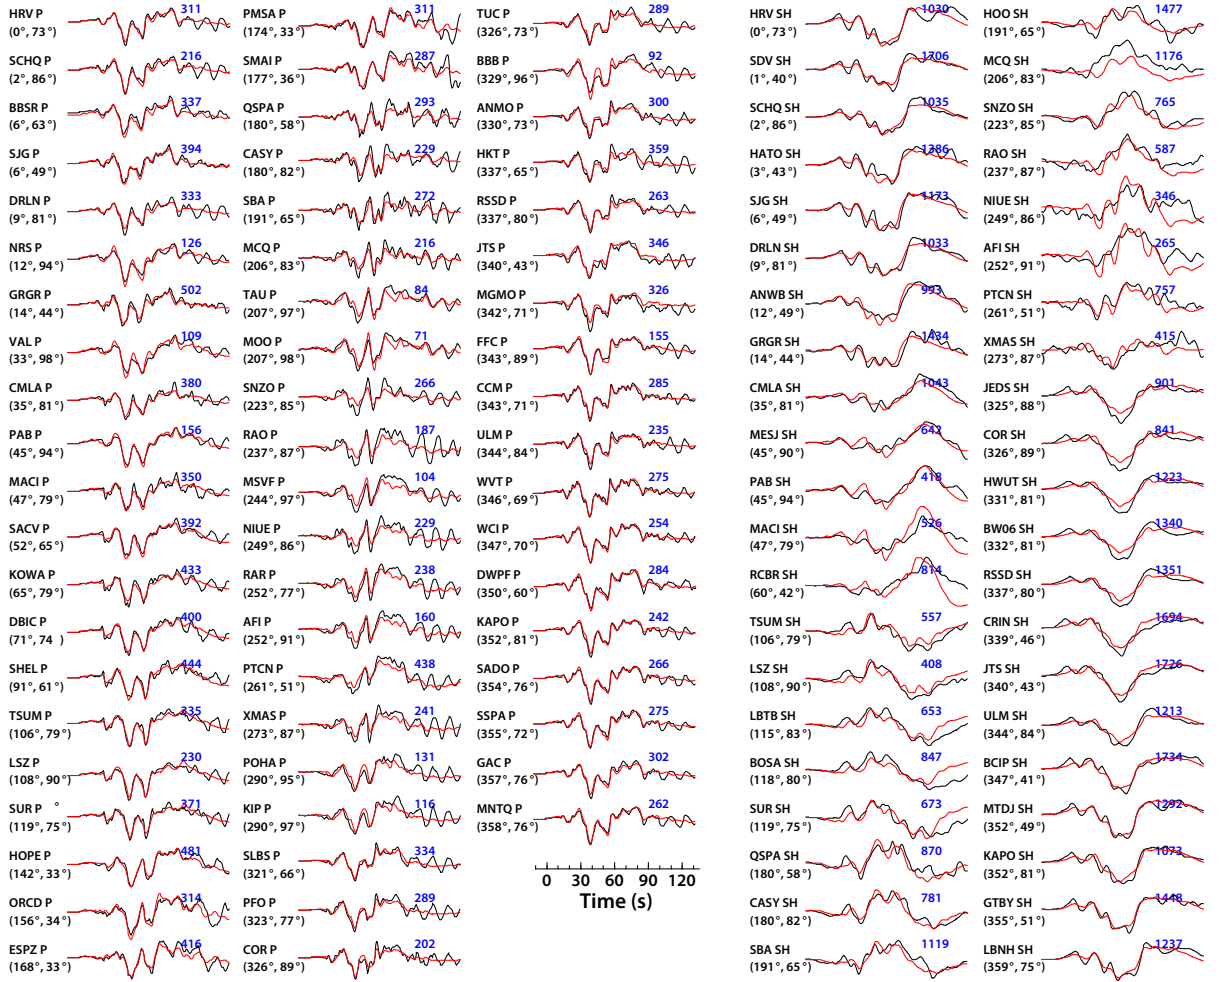 HRV P 311
(0°, 73°)
SCHQ P 216
(2°, 86°)
BBSR P 337
(6°, 63°)
SJG P 394
(6°, 49°)
DRLN P 333
(9°, 81°)
NRS P 126
(12°, 94°)
GRGR P 502
(14°, 44°)
VAL P 109
(33°, 98°)
CMLA P 380
(35°, 81°)
PAB P 156
(45°, 94°)
MACI P 350
(47°, 79°)
SACV P 392
(52°, 65°)
KOWA P 433
(65°, 79°)
DBIC P 400
(71°, 74 )
SHEL P 444
(91°, 61°)
TSUM P 335
(106°, 79°)
LSZ P 230
(108°, 90°)
SUR P ° 371
(119°, 75°)
HOPE P 481
(142°, 33°)
ORCD P 314
(156°, 34°)
ESPZ P 416
(168°, 33°)
PMSA P 311
(174°, 33°)
SMAI P 287
(177°, 36°)
QSPA P 293
(180°, 58°)
CASY P 229
(180°, 82°)
SBA P 272
(191°, 65°)
MCQ P 216
(206°, 83°)
TAU P 84
(207°, 97°)
MOO P 71
(207°, 98°)
SNZO P 266
(223°, 85°)
RAO P 187
(237°, 87°)
MSVF P 104
(244°, 97°)
NIUE P 229
(249°, 86°)
RAR P 238
(252°, 77°)
AFI P 160
(252°, 91°)
PTCN P 438
(261°, 51°)
XMAS P 241
(273°, 87°)
POHA P 131
(290°, 95°)
KIP P 116
(290°, 97°)
SLBS P 334
(321°, 66°)
PFO P 289
(323°, 77°)
COR P 202
(326°, 89°)
TUC P 289
(326°, 73°)
BBB P 92
(329°, 96°)
ANMO P 300
(330°, 73°)
HKT P 359
(337°, 65°)
RSSD P 263
(337°, 80°)
JTS P 346
(340°, 43°)
MGMO P 326
(342°, 71°)
FFC P 155
(343°, 89°)
CCM P 285
(343°, 71°)
ULM P 235
(344°, 84°)
WVT P 275
(346°, 69°)
WCI P 254
(347°, 70°)
DWPF P 284
(350°, 60°)
KAPO P 242
(352°, 81°)
SADO P 266
(354°, 76°)
SSPA P 275
(355°, 72°)
GAC P 302
(357°, 76°)
MNTQ P 262
(358°, 76°)
0 30 60 90 120
Time (s)
HRV SH 1030
(0°, 73°)
SDV SH 1706
(1°, 40°)
SCHQ SH 1035
(2°, 86°)
HATO SH 1386
(3°, 43°)
SJG SH 1173
(6°, 49°)
DRLN SH 1033
(9°, 81°)
ANWB SH 993
(12°, 49°)
GRGR SH 1434
(14°, 44°)
CMLA SH 1043
(35°, 81°)
MESJ SH 642
(45°, 90°)
PAB SH 418
(45°, 94°)
MACI SH 526
(47°, 79°)
RCBR SH 814
(60°, 42°)
TSUM SH 557
(106°, 79°)
LSZ SH 408
(108°, 90°)
LBTB SH 653
(115°, 83°)
BOSA SH 847
(118°, 80°)
SUR SH 673
(119°, 75°)
QSPA SH 870
(180°, 58°)
CASY SH 781
(180°, 82°)
SBA SH 1119
(191°, 65°)
HOO SH 1477
(191°, 65°)
MCQ SH 1176
(206°, 83°)
SNZO SH 765
(223°, 85°)
RAO SH 587
(237°, 87°)
NIUE SH 346
(249°, 86°)
AFI SH 265
(252°, 91°)
PTCN SH 757
(261°, 51°)
XMAS SH 415
(273°, 87°)
JEDS SH 901
(325°, 88°)
COR SH 841
(326°, 89°)
HWUT SH 1223
(331°, 81°)
BW06 SH 1340
(332°, 81°)
RSSD SH 1351
(337°, 80°)
CRIN SH 1694
(339°, 46°)
JTS SH 1726
(340°, 43°)
ULM SH 1213
(344°, 84°)
BCIP SH 1734
(347°, 41°)
MTDJ SH 1292
(352°, 49°)
KAPO SH 1073
(352°, 81°)
GTBY SH 1448
(355°, 51°)
LBNH SH 1237
(359°, 75°)